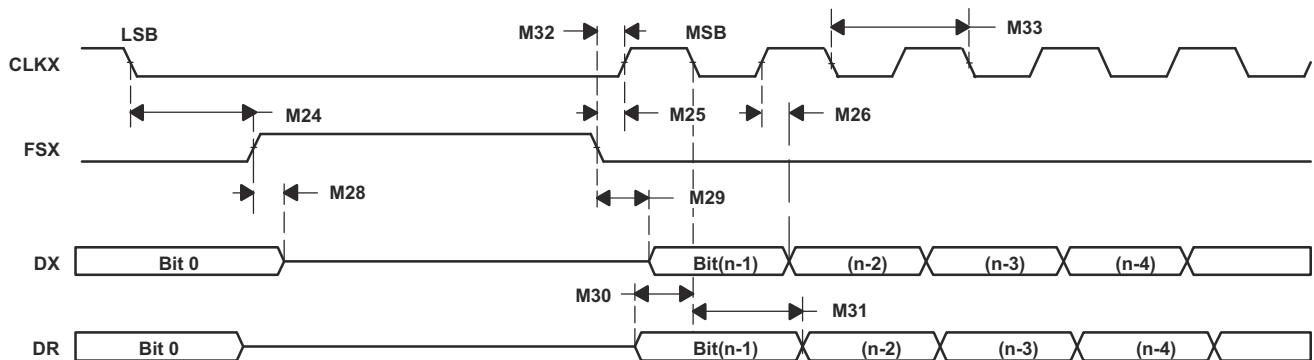 LSB M32 MSB M33
CLKX
M24 M25 M26
FSX
M28 M29
DX Bit 0 Bit(n-1) (n-2) (n-3) (n-4)
M30 M31
DR Bit 0 Bit(n-1) (n-2) (n-3) (n-4)